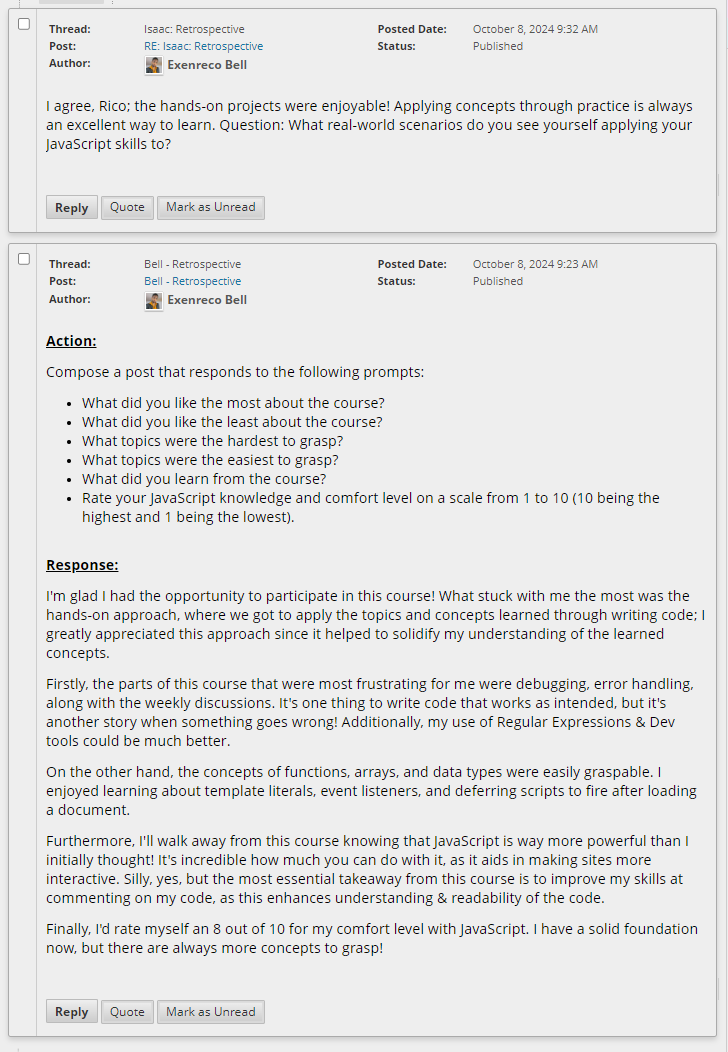 Thread: Isaac: Retrospective Posted Date: October 8, 2024 9:32 AM
Post: RE: Isaac: Retrospective Status: Published
Author: Exenreco Bell
I agree, Rico; the hands-on projects were enjoyable! Applying concepts through practice is always
an excellent way to learn. Question: What real-world scenarios do you see yourself applying your
JavaScript skills to?
Reply Quote Mark as Unread
Thread: Bell - Retrospective Posted Date: October 8, 2024 9:23 AM
Post: Bell - Retrospective Status: Published
Author: Exenreco Bell
Action:
Compose a post that responds to the following prompts:
• What did you like the most about the course?
• What did you like the least about the course?
• What topics were the hardest to grasp?
• What topics were the easiest to grasp?
• What did you learn from the course?
• Rate your JavaScript knowledge and comfort level on a scale from 1 to 10 (10 being the
highest and 1 being the lowest).
Response:
I'm glad I had the opportunity to participate in this course! What stuck with me the most was the
hands-on approach, where we got to apply the topics and concepts learned through writing code; I
greatly appreciated this approach since it helped to solidify my understanding of the learned
concepts.
Firstly, the parts of this course that were most frustrating for me were debugging, error handling,
along with the weekly discussions. It's one thing to write code that works as intended, but it's
another story when something goes wrong! Additionally, my use of Regular Expressions & Dev
tools could be much better.
On the other hand, the concepts of functions, arrays, and data types were easily graspable. I
enjoyed learning about template literals, event listeners, and deferring scripts to fire after loading
a document.
Furthermore, I'll walk away from this course knowing that JavaScript is way more powerful than I
initially thought! It's incredible how much you can do with it, as it aids in making sites more
interactive. Silly, yes, but the most essential takeaway from this course is to improve my skills at
commenting on my code, as this enhances understanding & readability of the code.
Finally, I'd rate myself an 8 out of 10 for my comfort level with JavaScript. I have a solid foundation
now, but there are always more concepts to grasp!
Reply Quote Mark as Unread